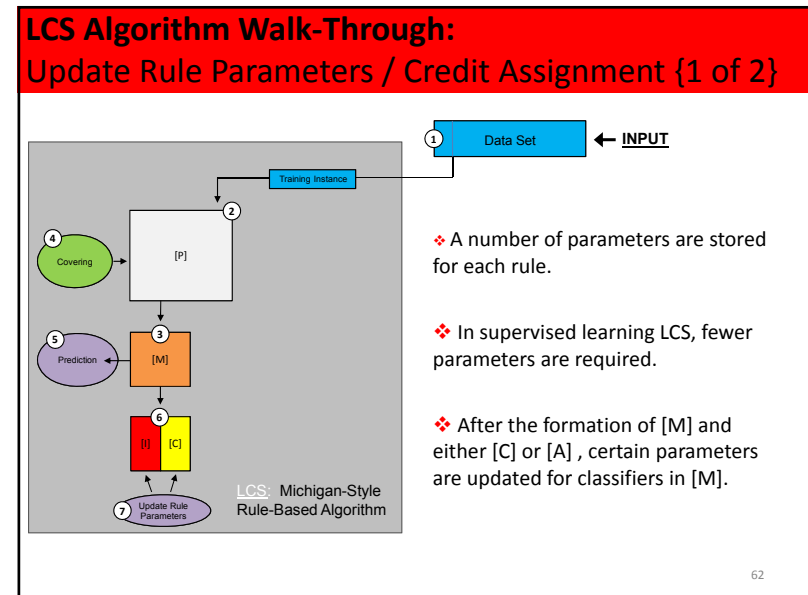 LCS Algorithm Walk-Through:
Update Rule Parameters / Credit Assignment {1 of 2}
1
Data Set
INPUT
Training Instance
2
[P]
4
Covering
3
[M]
5
Prediction
6
[I]
[C]
7
Update Rule
Parameters
LCS: Michigan-Style
Rule-Based Algorithm
❖ A number of parameters are stored
for each rule.
❖ In supervised learning LCS, fewer
parameters are required.
❖ After the formation of [M] and
either [C] or [A] , certain parameters
are updated for classifiers in [M].
62